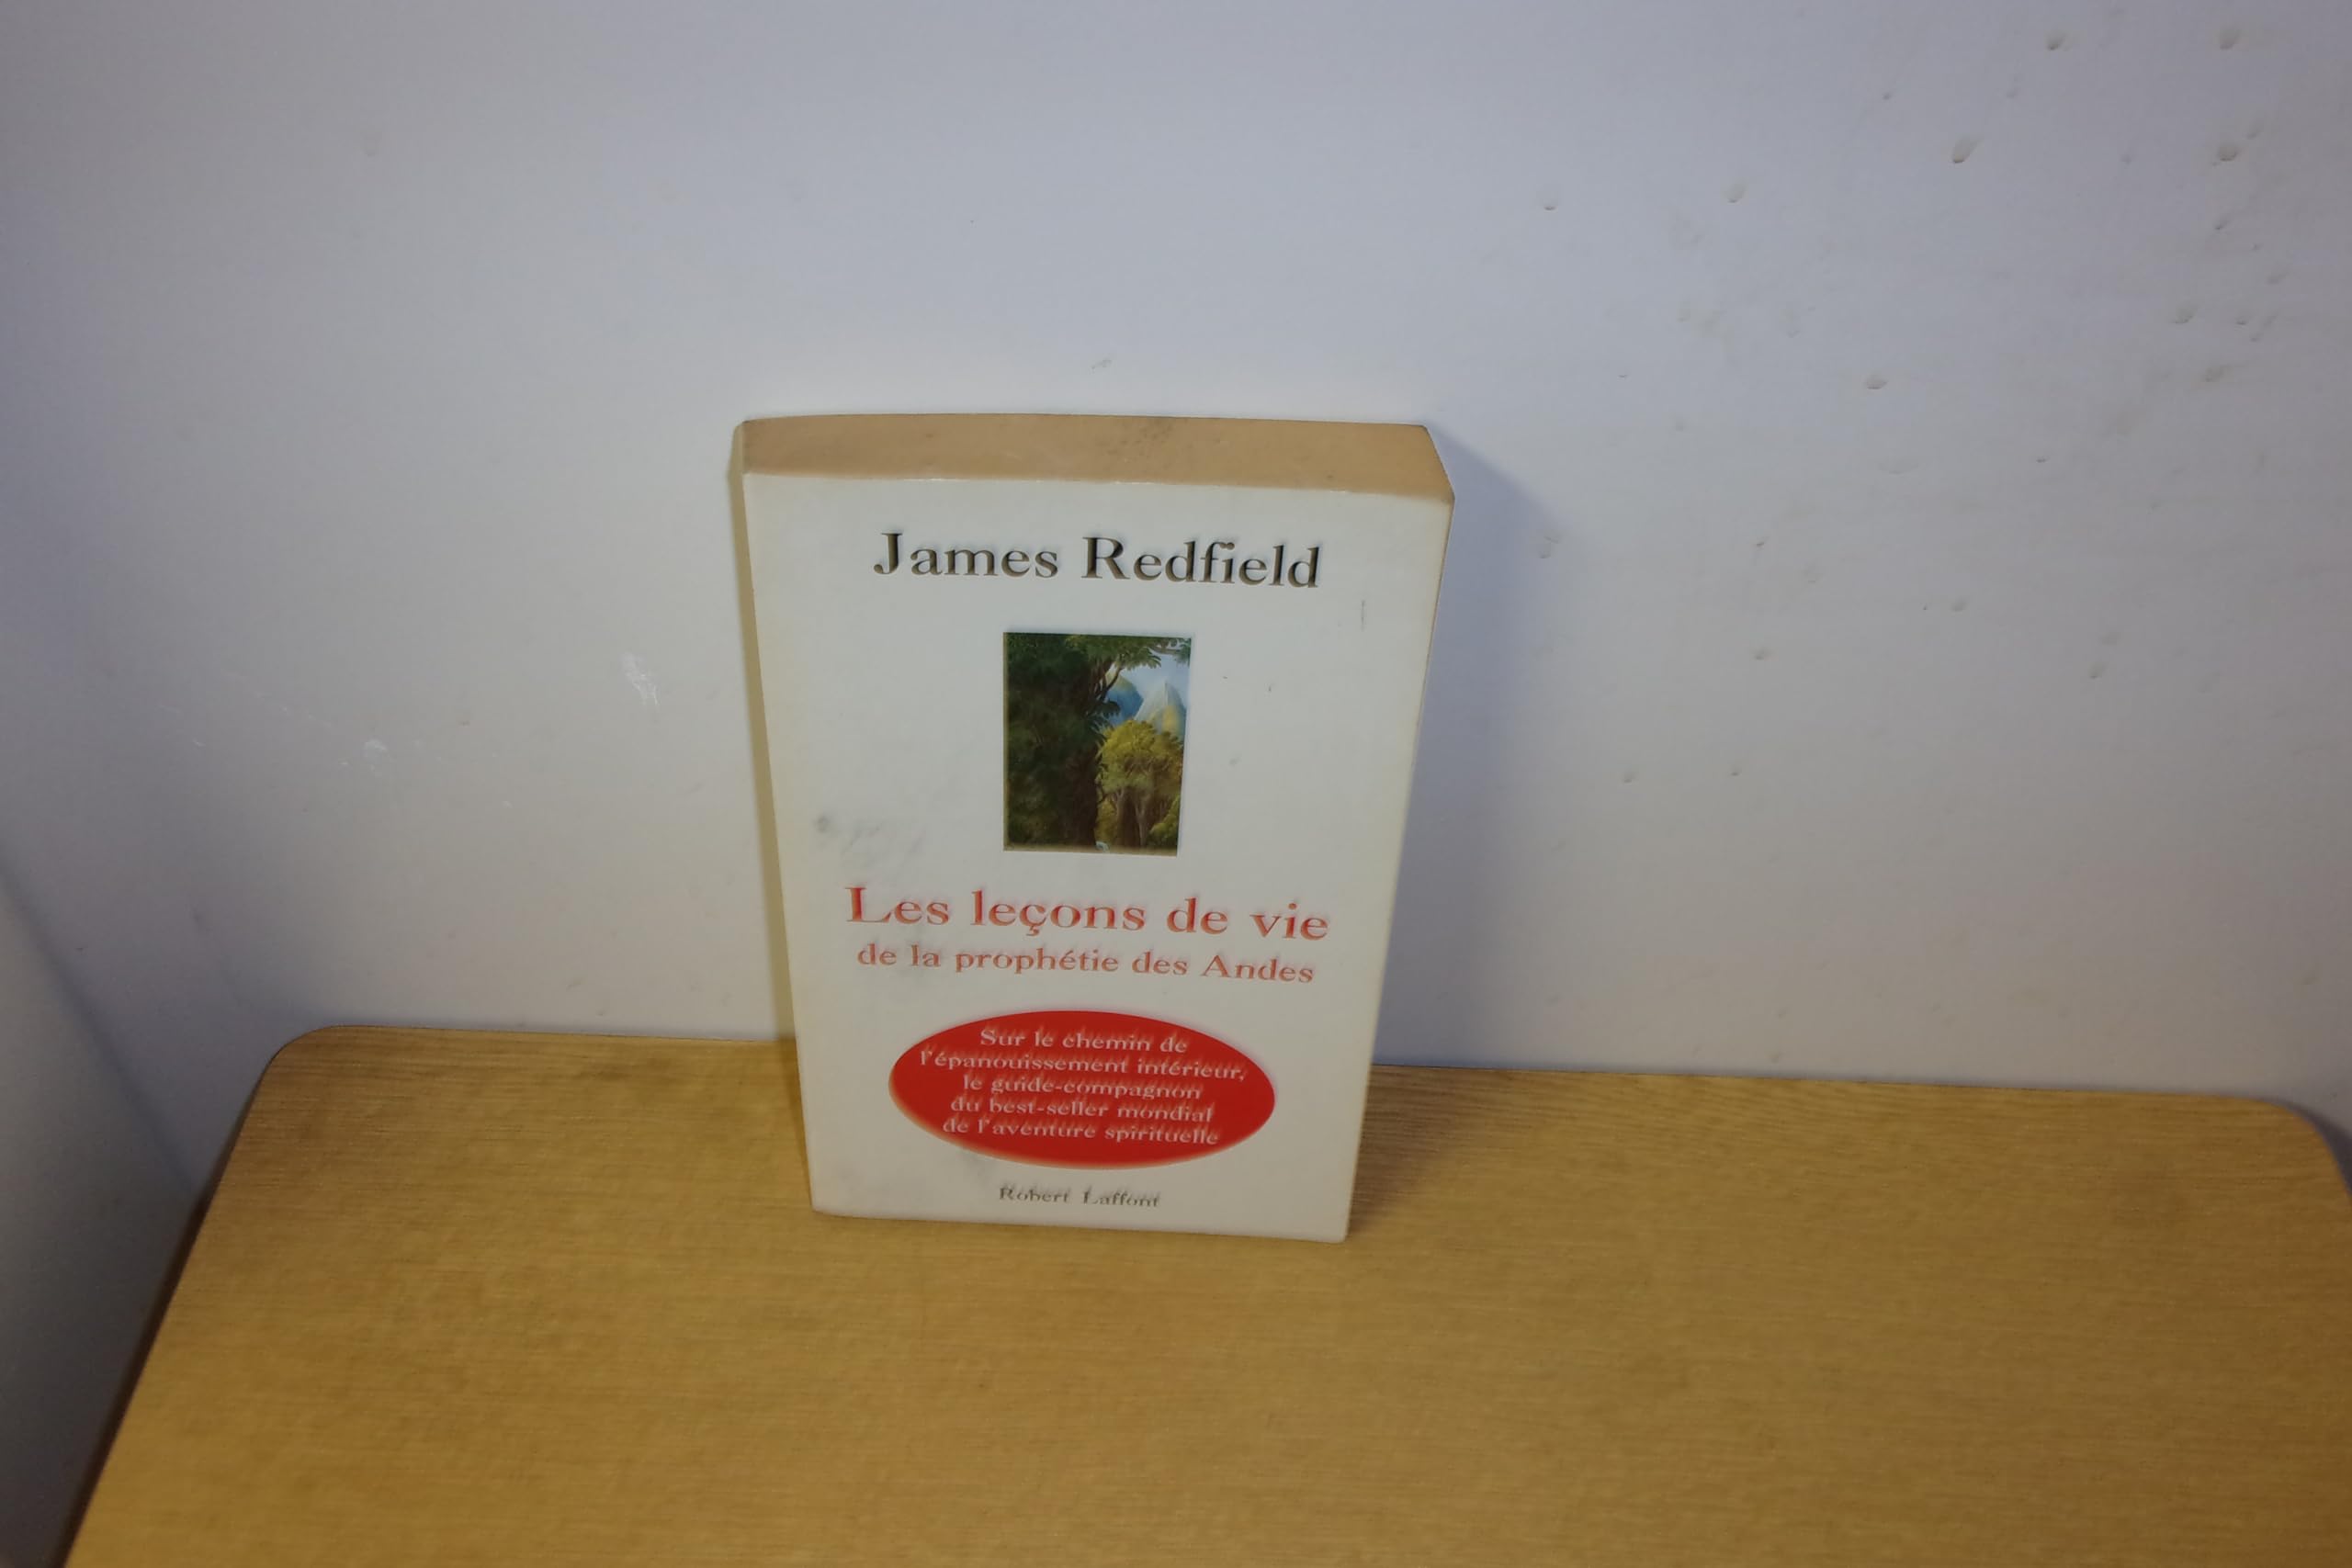 James Redfield
Les leçons de vie
de la prophétie des Andes
Sur le chemin de
l'épanouissement intérieur,
le guide-compagnon
du best-seller mondial
de l'aventure spirituelle
Robert Laffont